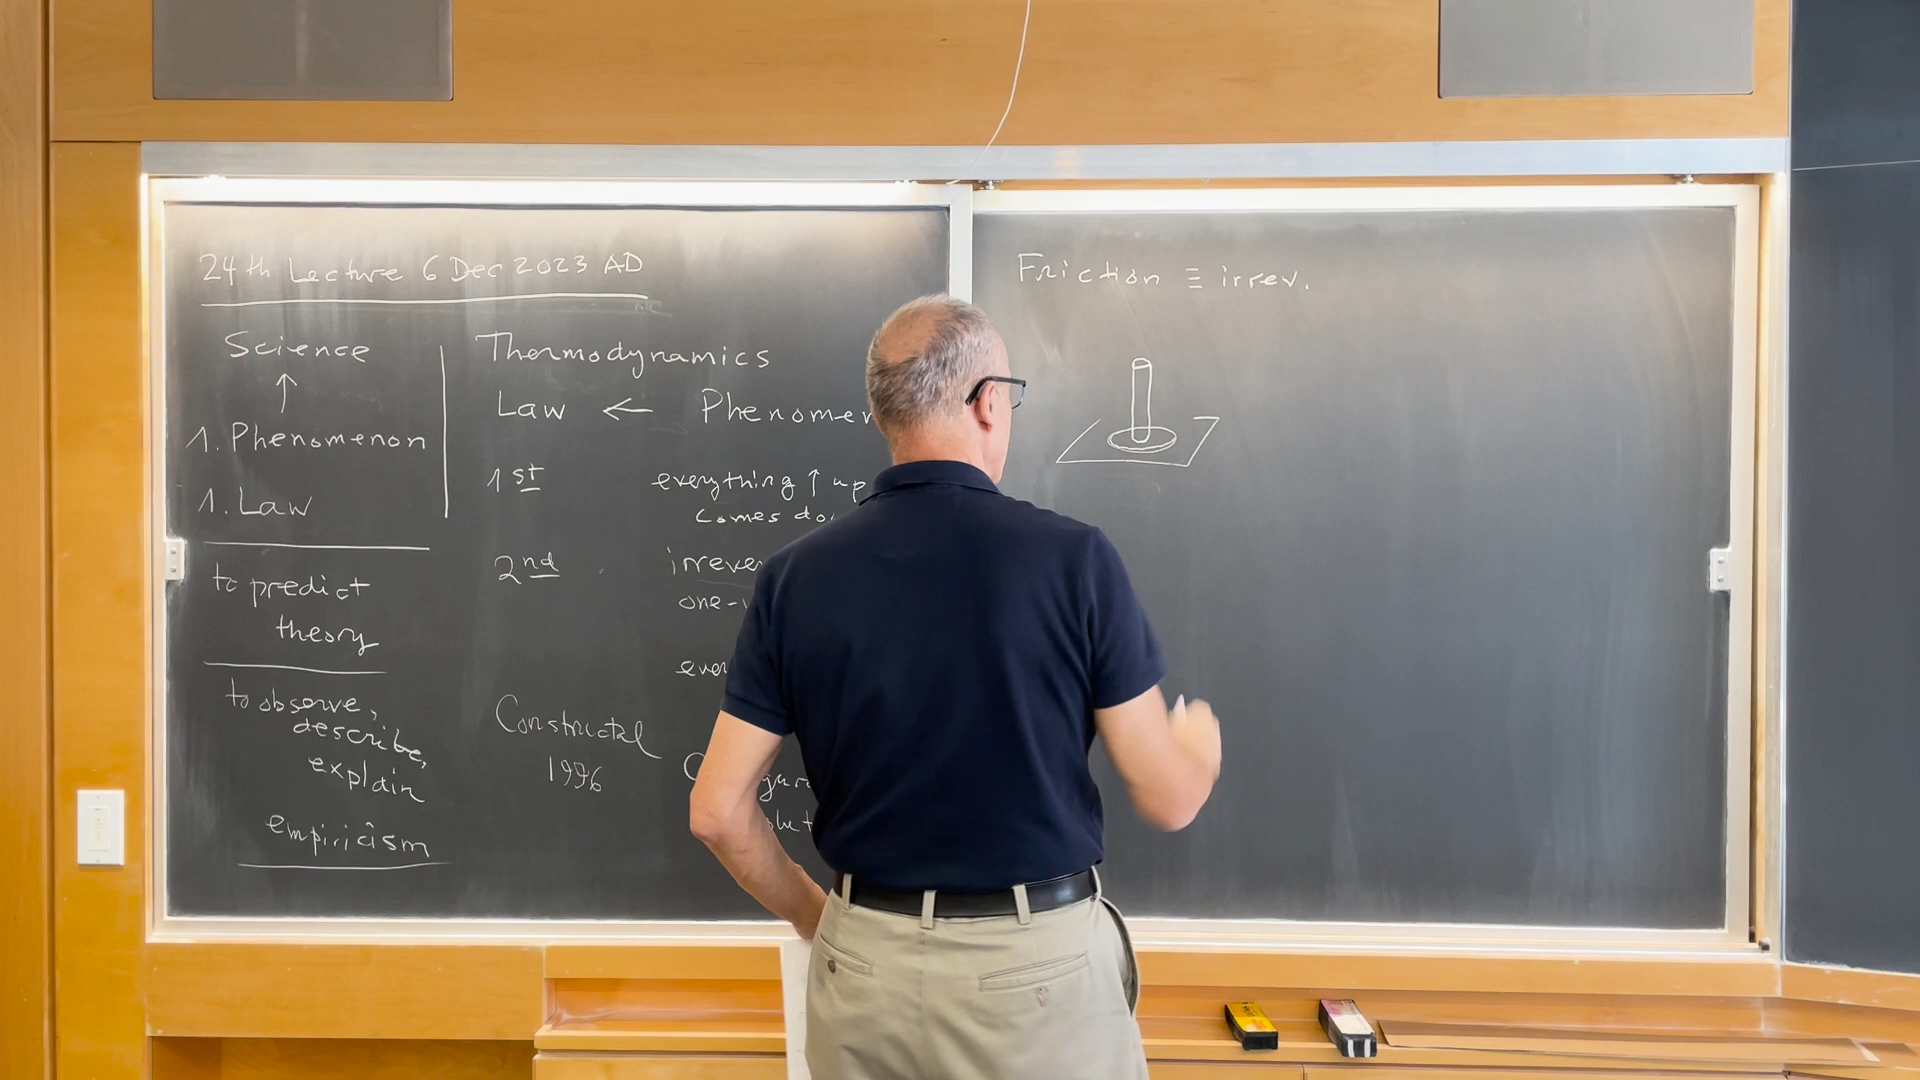 24th Lecture 6 Dec 2023 AD
Science
↑
1. Phenomenon
1. Law
to predict
theory
to observe,
describe,
explain
empiricism
Thermodynamics
Law ← Phenomen
1st everything ↑ up
comes do
2nd irreve
one-
ever
Constructal
1996
Friction ≡ irrev.